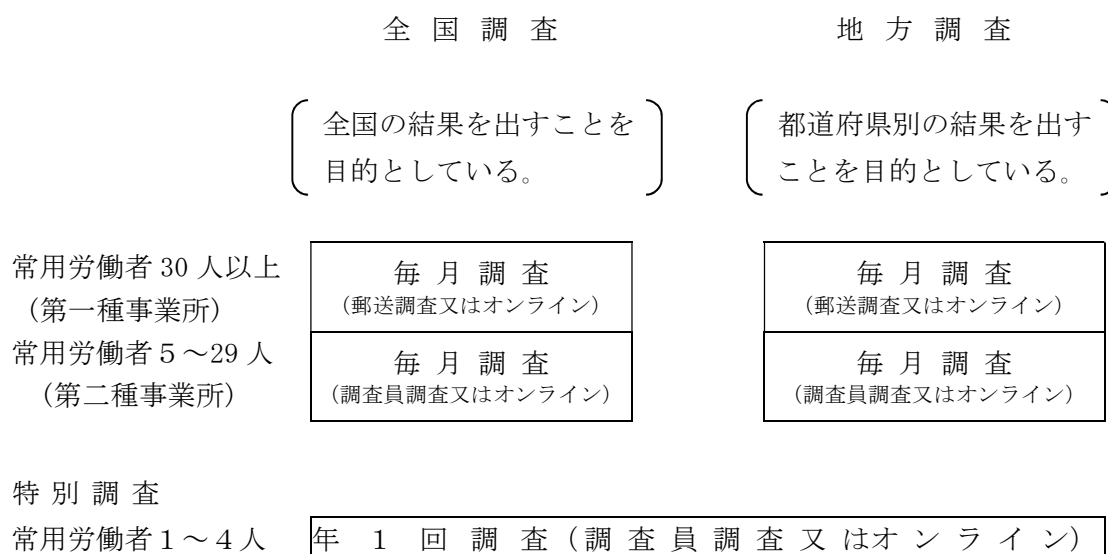 全国調査 地方調査
全国の結果を出すことを 都道府県別の結果を出す
目的としている。 ことを目的としている。
常用労働者 30 人以上 毎月調査 毎月調査
(第一種事業所) (郵送調査又はオンライン) (郵送調査又はオンライン)
常用労働者5～29 人 毎月調査 毎月調査
(第二種事業所) (調査員調査又はオンライン) (調査員調査又はオンライン)
特別調査
常用労働者1～4人 年1回調査(調査員調査又はオンライン)